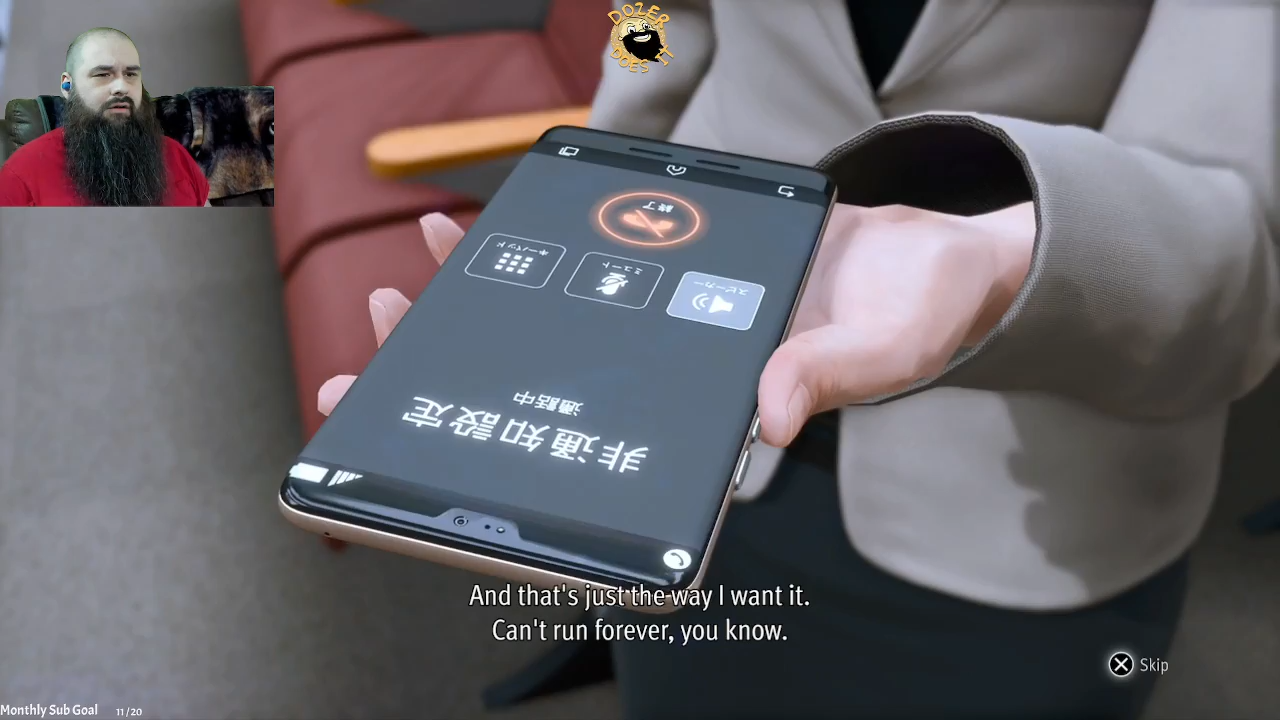 DOZER
DOES IT
終了
キーパッド
ミュート
スピーカー
通話中
非通知設定
And that's just the way I want it.
Can't run forever, you know.
Skip
Monthly Sub Goal 11/20